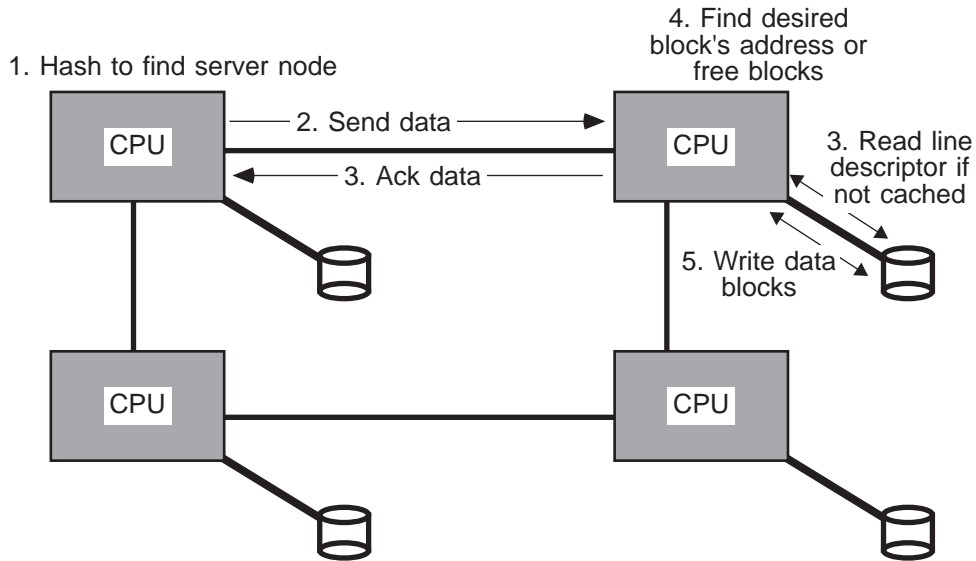 4. Find desired
block's address or
free blocks
1. Hash to find server node
CPU
2. Send data
CPU
3. Ack data
3. Read line
descriptor if
not cached
5. Write data
blocks
CPU
CPU